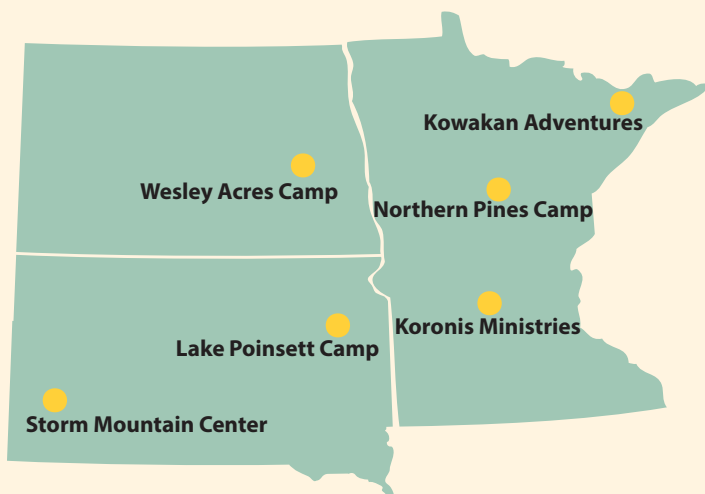 Kowakan Adventures
Wesley Acres Camp
Northern Pines Camp
Koronis Ministries
Lake Poinsett Camp
Storm Mountain Center